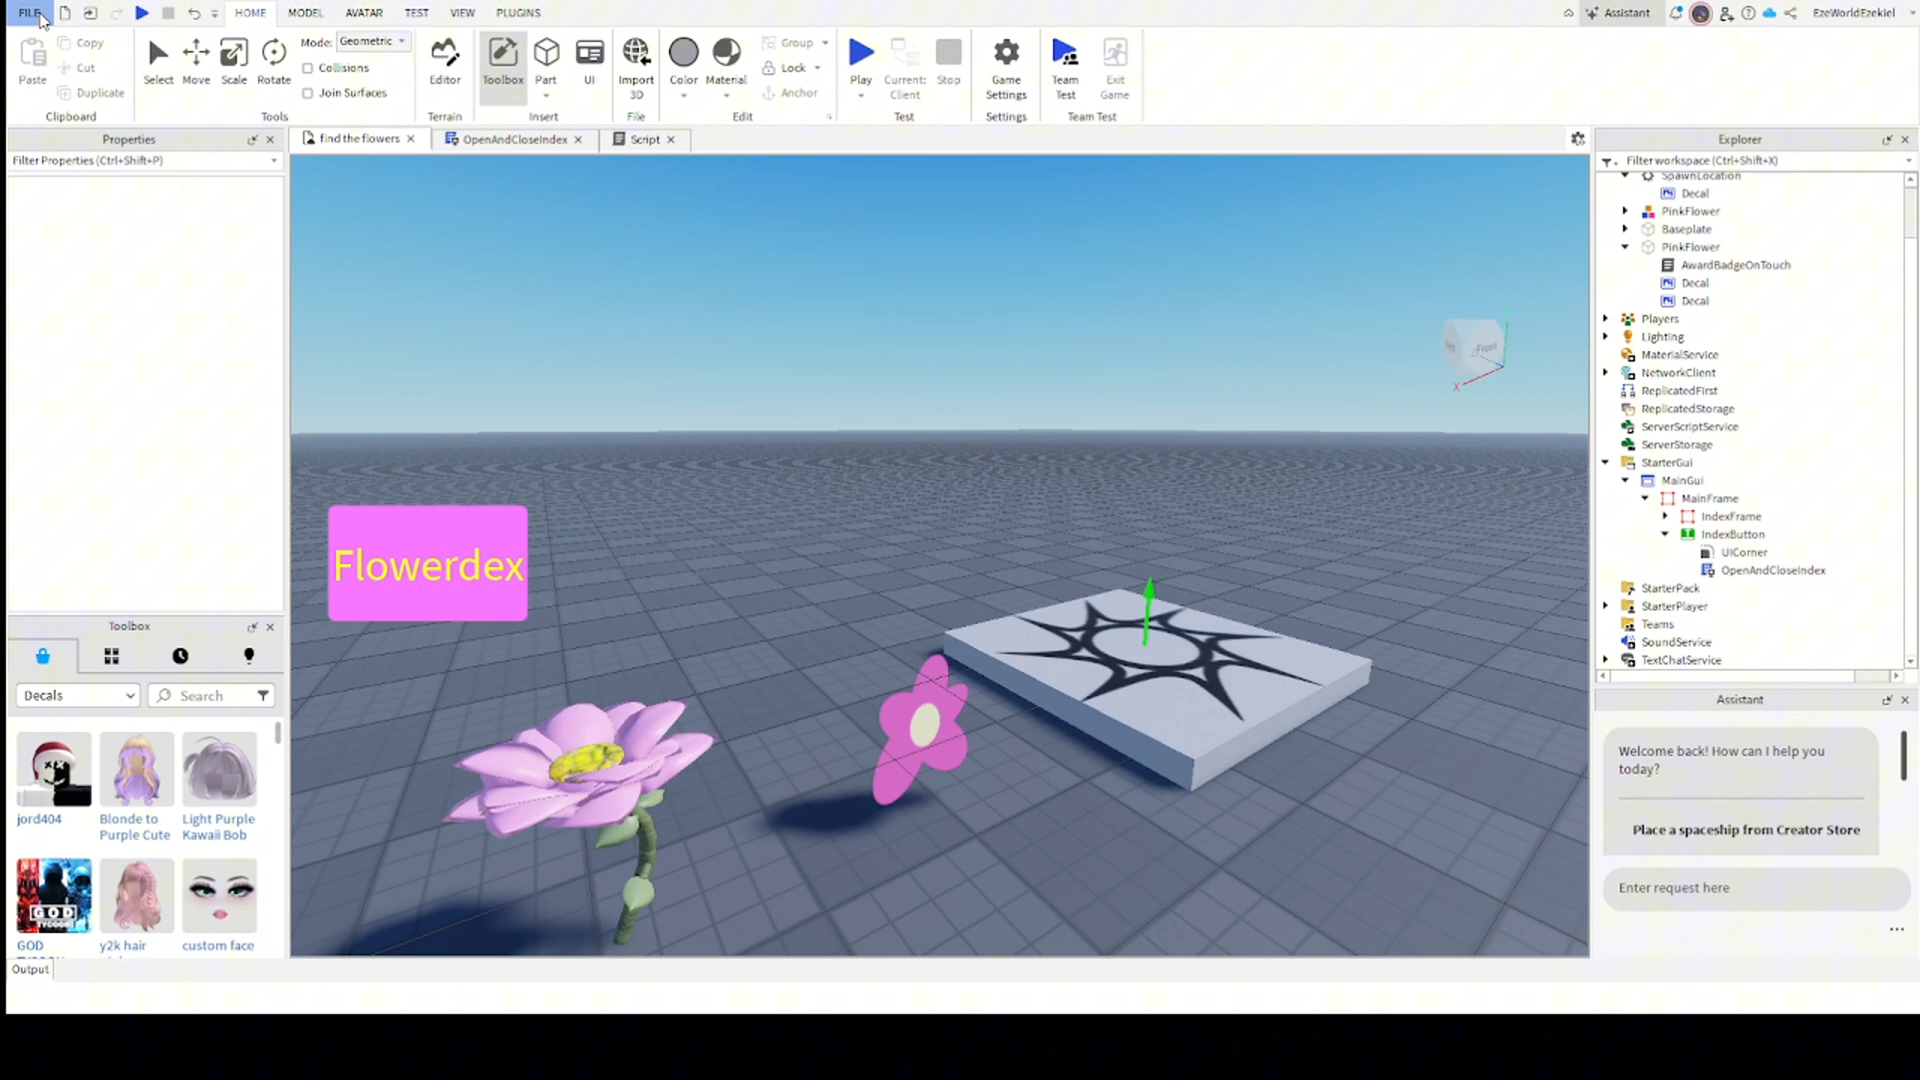 FILE
HOME
MODEL
AVATAR
TEST
VIEW
PLUGINS
Assistant
EzeWorldEzekiel
Paste
Copy
Cut
Duplicate
Clipboard
Select
Move
Scale
Rotate
Mode: Geometric
Collisions
Join Surfaces
Tools
Editor
Terrain
Toolbox
Part
UI
Insert
Import
3D
File
Color
Material
Group
Lock
Anchor
Edit
Play
Current:
Client
Stop
Test
Game
Settings
Settings
Team
Test
Exit
Game
Team Test
Properties
Filter Properties (Ctrl+Shift+P)
find the flowers
OpenAndCloseIndex
Script
Flowerdex
Front
X
Toolbox
Decals
Search
jord404
Blonde to
Purple Cute
Light Purple
Kawaii Bob
GOD
y2k hair
custom face
Output
Explorer
Filter workspace (Ctrl+Shift+X)
SpawnLocation
Decal
PinkFlower
Baseplate
PinkFlower
AwardBadgeOnTouch
Decal
Decal
Players
Lighting
MaterialService
NetworkClient
ReplicatedFirst
ReplicatedStorage
ServerScriptService
ServerStorage
StarterGui
MainGui
MainFrame
IndexFrame
IndexButton
UICorner
OpenAndCloseIndex
StarterPack
StarterPlayer
Teams
SoundService
TextChatService
Assistant
Welcome back! How can I help you
today?
Place a spaceship from Creator Store
Enter request here